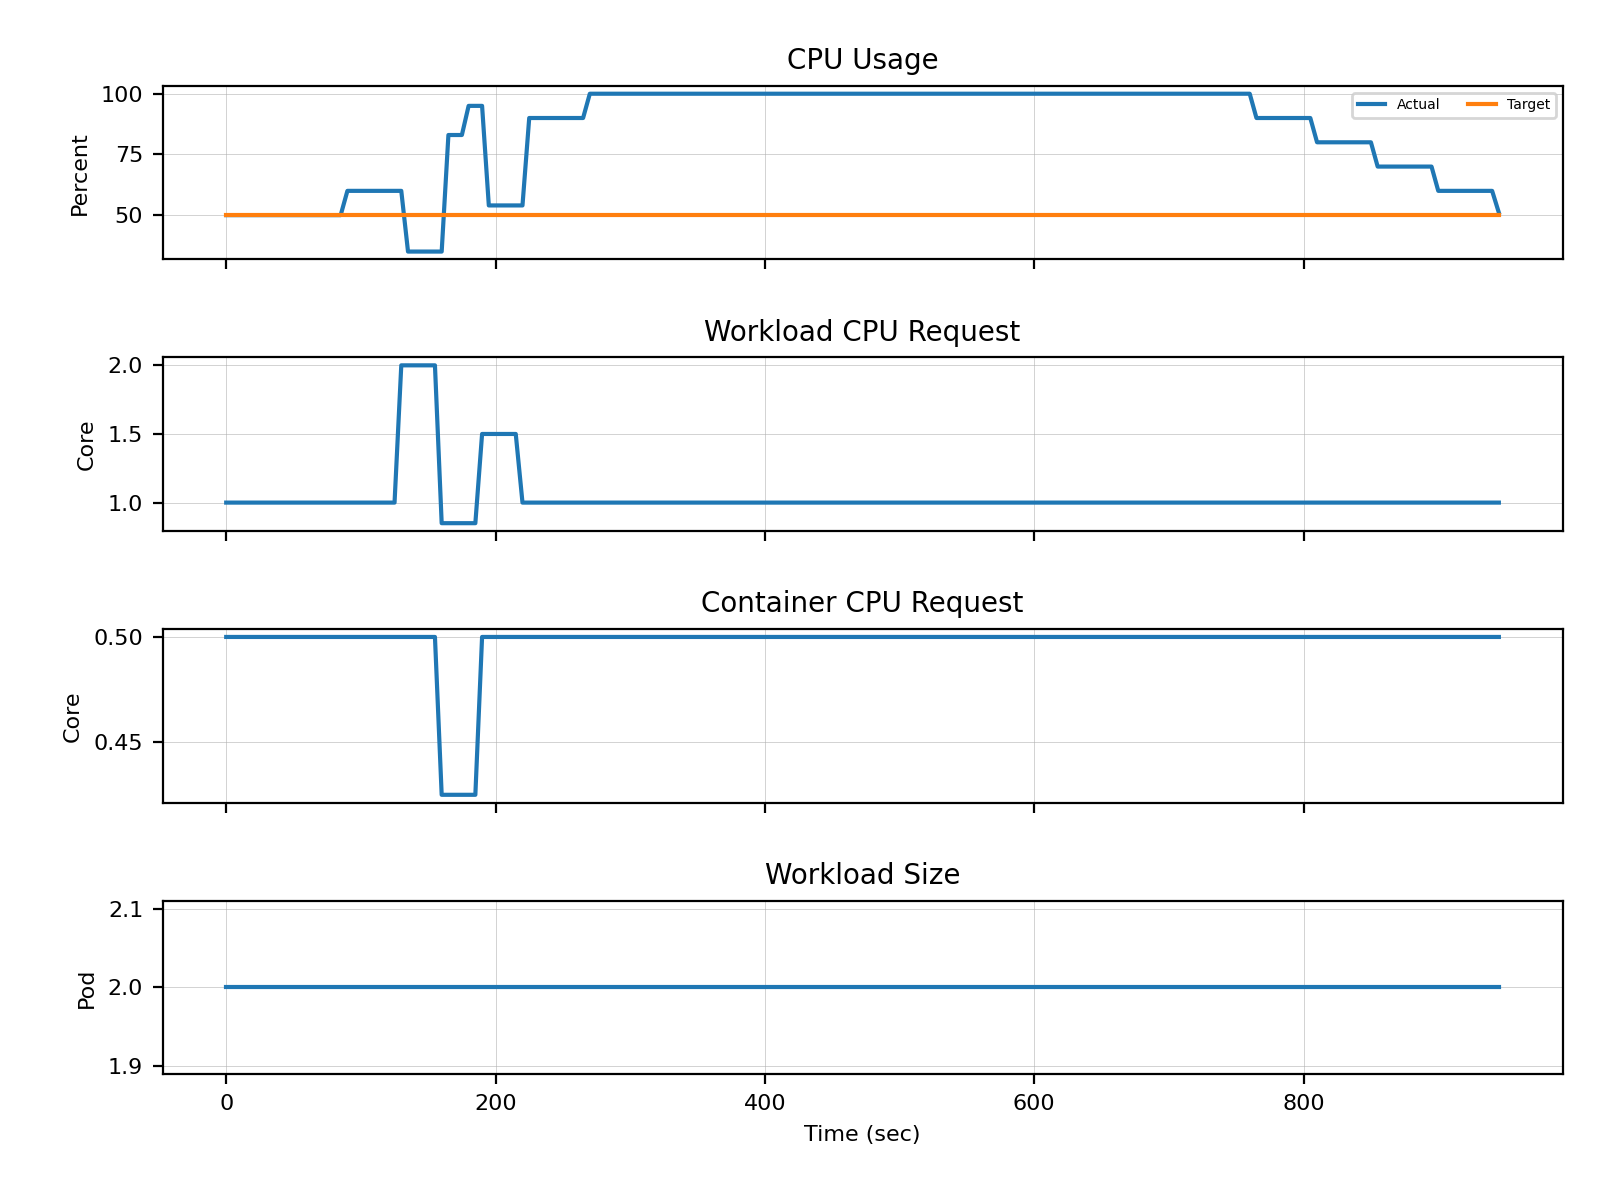 CPU Usage
100
75
50
Percent
Actual
Target
Workload CPU Request
2.0
1.5
1.0
Core
Container CPU Request
0.50
0.45
Core
Workload Size
2.1
2.0
1.9
Pod
0 200 400 600 800
Time (sec)